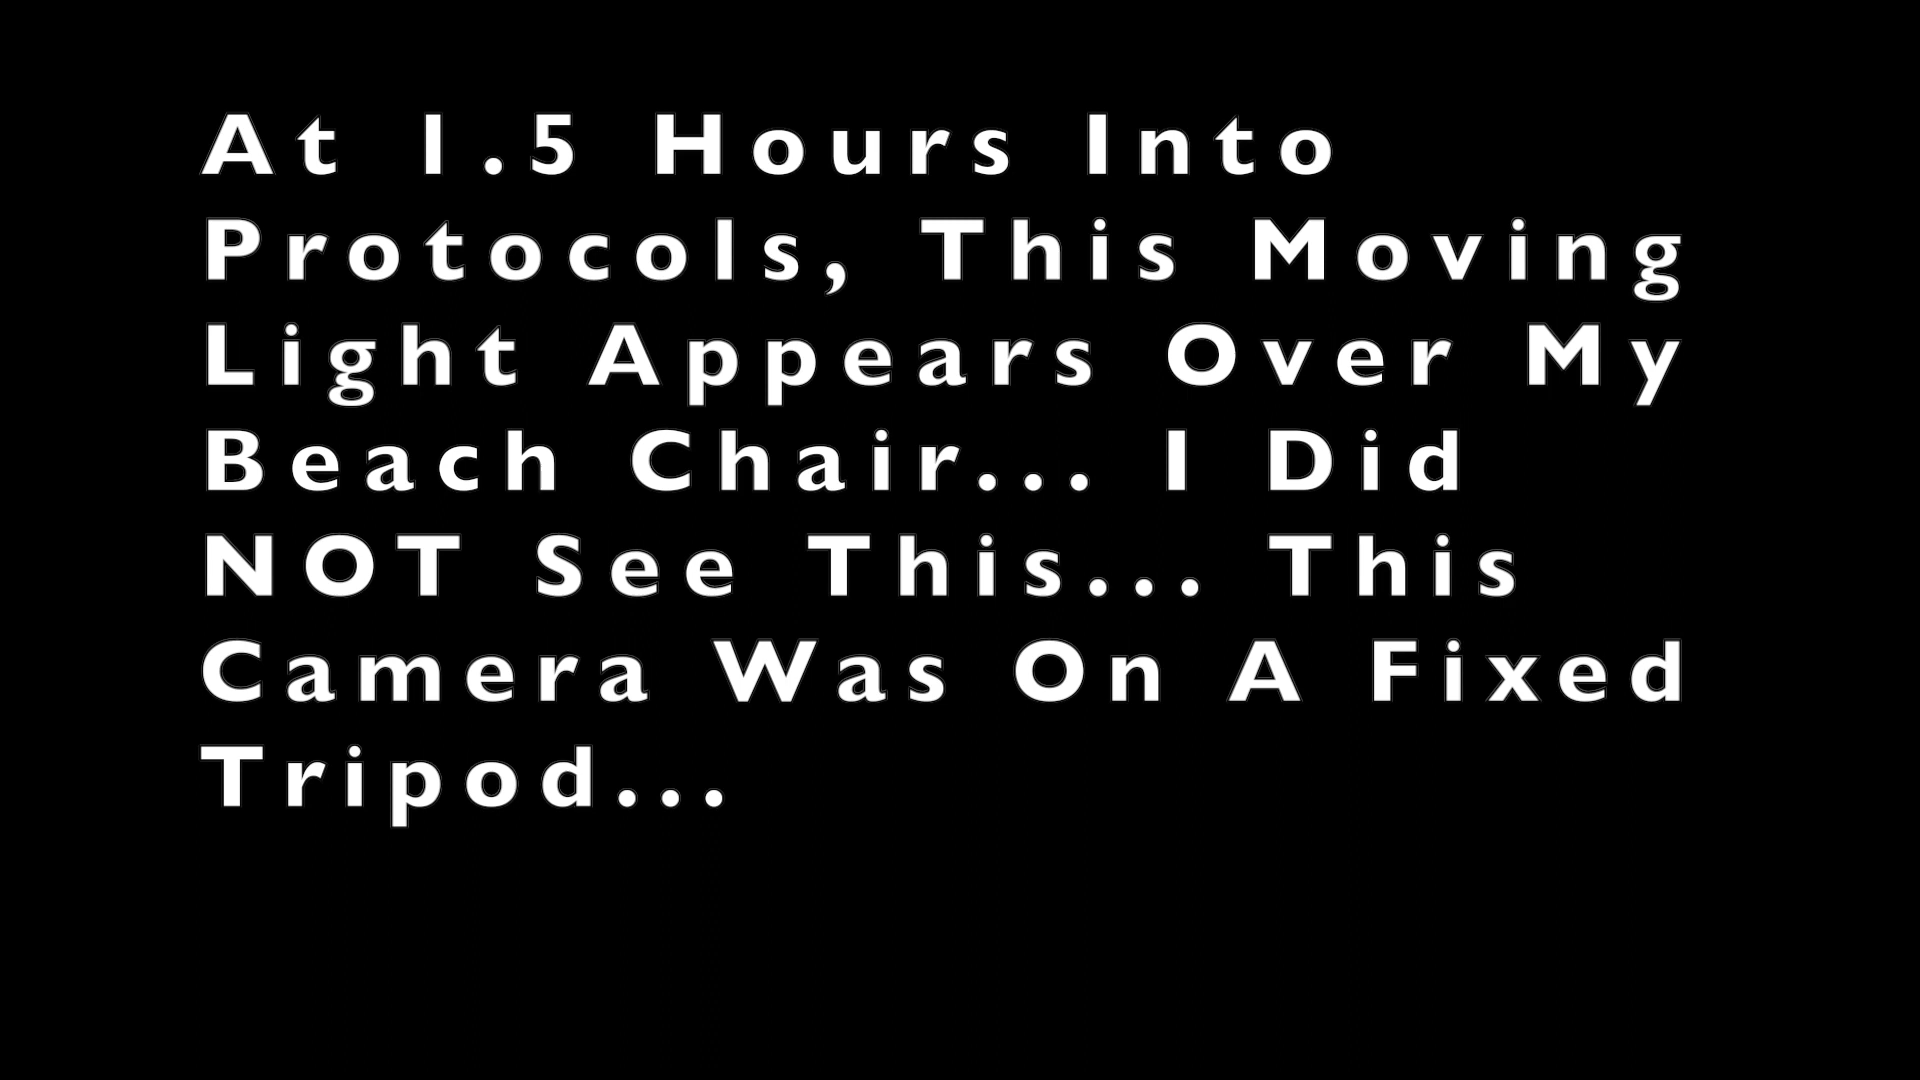 At 1.5 Hours Into
Protocols, This Moving
Light Appears Over My
Beach Chair... I Did
NOT See This... This
Camera Was On A Fixed
Tripod...